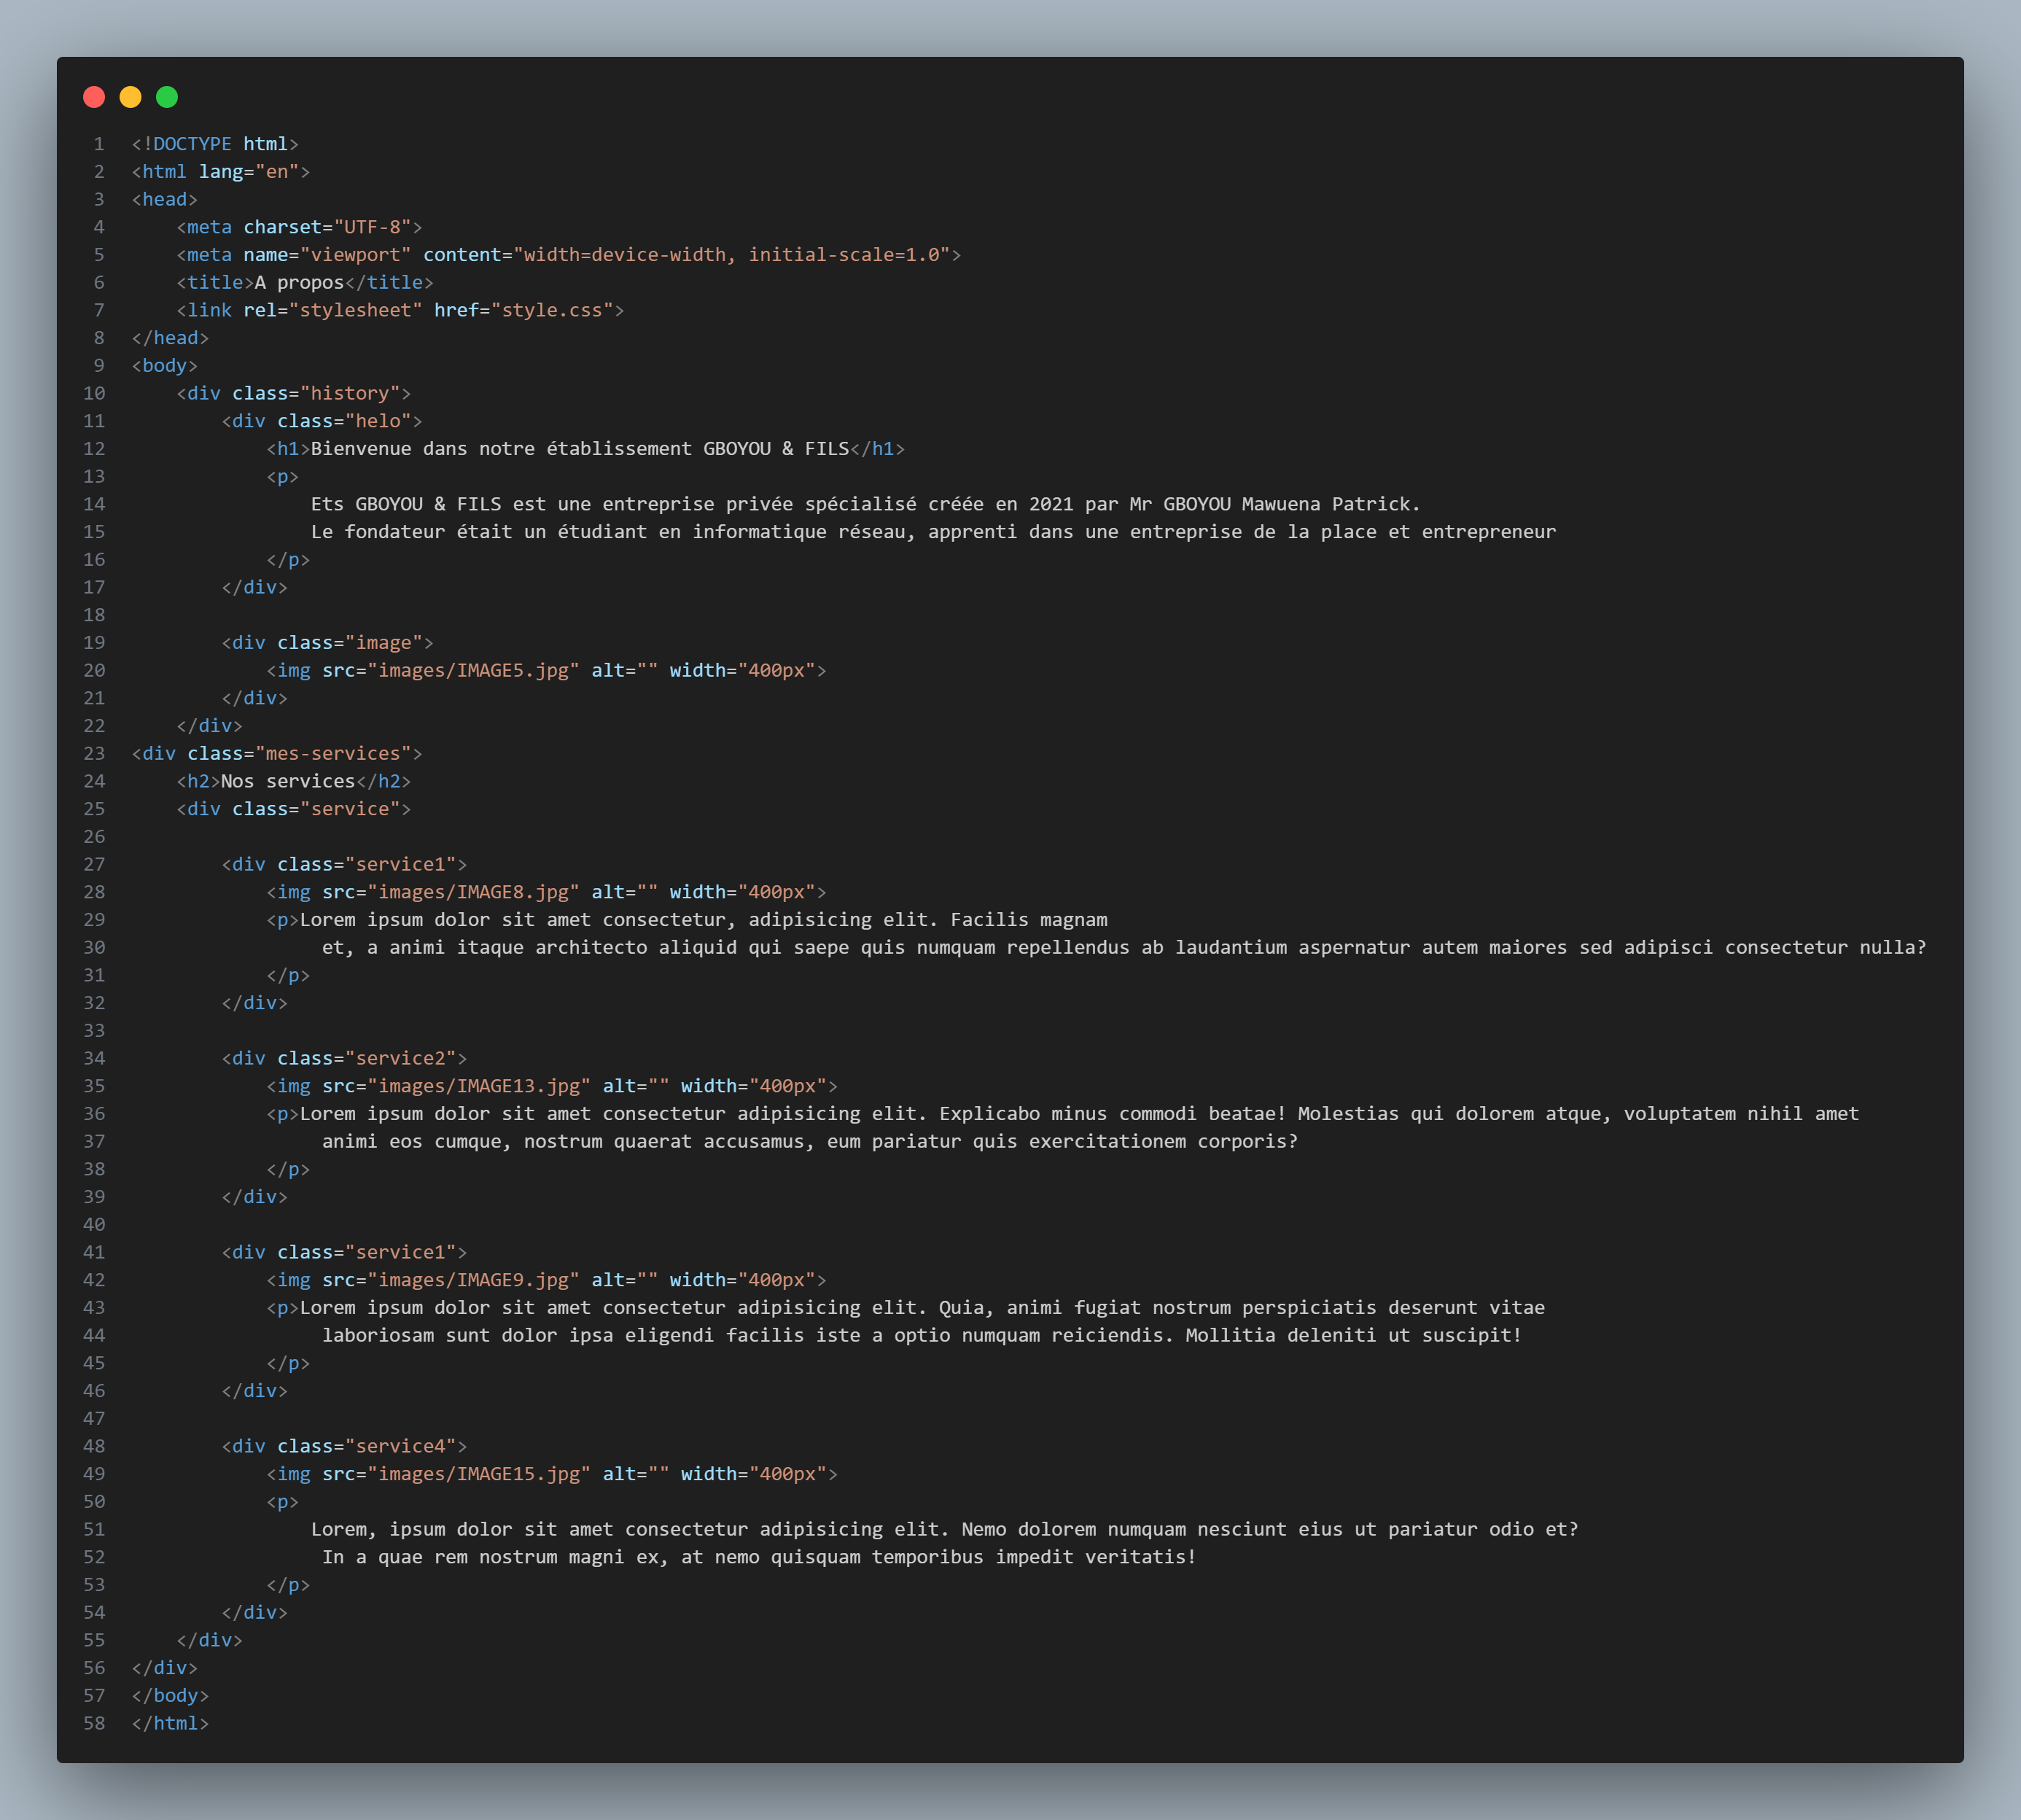 1 <!DOCTYPE html>
2 <html lang="en">
3 <head>
4     <meta charset="UTF-8">
5     <meta name="viewport" content="width=device-width, initial-scale=1.0">
6     <title>A propos</title>
7     <link rel="stylesheet" href="style.css">
8 </head>
9 <body>
10     <div class="history">
11         <div class="helo">
12             <h1>Bienvenue dans notre établissement GBOYOU & FILS</h1>
13             <p>
14                 Ets GBOYOU & FILS est une entreprise privée spécialisé créée en 2021 par Mr GBOYOU Mawuena Patrick.
15                 Le fondateur était un étudiant en informatique réseau, apprenti dans une entreprise de la place et entrepreneur
16             </p>
17         </div>
18
19         <div class="image">
20             <img src="images/IMAGE5.jpg" alt="" width="400px">
21         </div>
22     </div>
23 <div class="mes-services">
24     <h2>Nos services</h2>
25     <div class="service">
26
27         <div class="service1">
28             <img src="images/IMAGE8.jpg" alt="" width="400px">
29             <p>Lorem ipsum dolor sit amet consectetur, adipisicing elit. Facilis magnam
30                  et, a animi itaque architecto aliquid qui saepe quis numquam repellendus ab laudantium aspernatur autem maiores sed adipisci consectetur nulla?
31             </p>
32         </div>
33
34         <div class="service2">
35             <img src="images/IMAGE13.jpg" alt="" width="400px">
36             <p>Lorem ipsum dolor sit amet consectetur adipisicing elit. Explicabo minus commodi beatae! Molestias qui dolorem atque, voluptatem nihil amet
37                  animi eos cumque, nostrum quaerat accusamus, eum pariatur quis exercitationem corporis?
38             </p>
39         </div>
40
41         <div class="service1">
42             <img src="images/IMAGE9.jpg" alt="" width="400px">
43             <p>Lorem ipsum dolor sit amet consectetur adipisicing elit. Quia, animi fugiat nostrum perspiciatis deserunt vitae
44                  laboriosam sunt dolor ipsa eligendi facilis iste a optio numquam reiciendis. Mollitia deleniti ut suscipit!
45             </p>
46         </div>
47
48         <div class="service4">
49             <img src="images/IMAGE15.jpg" alt="" width="400px">
50             <p>
51                 Lorem, ipsum dolor sit amet consectetur adipisicing elit. Nemo dolorem numquam nesciunt eius ut pariatur odio et?
52                  In a quae rem nostrum magni ex, at nemo quisquam temporibus impedit veritatis!
53             </p>
54         </div>
55     </div>
56 </div>
57 </body>
58 </html>